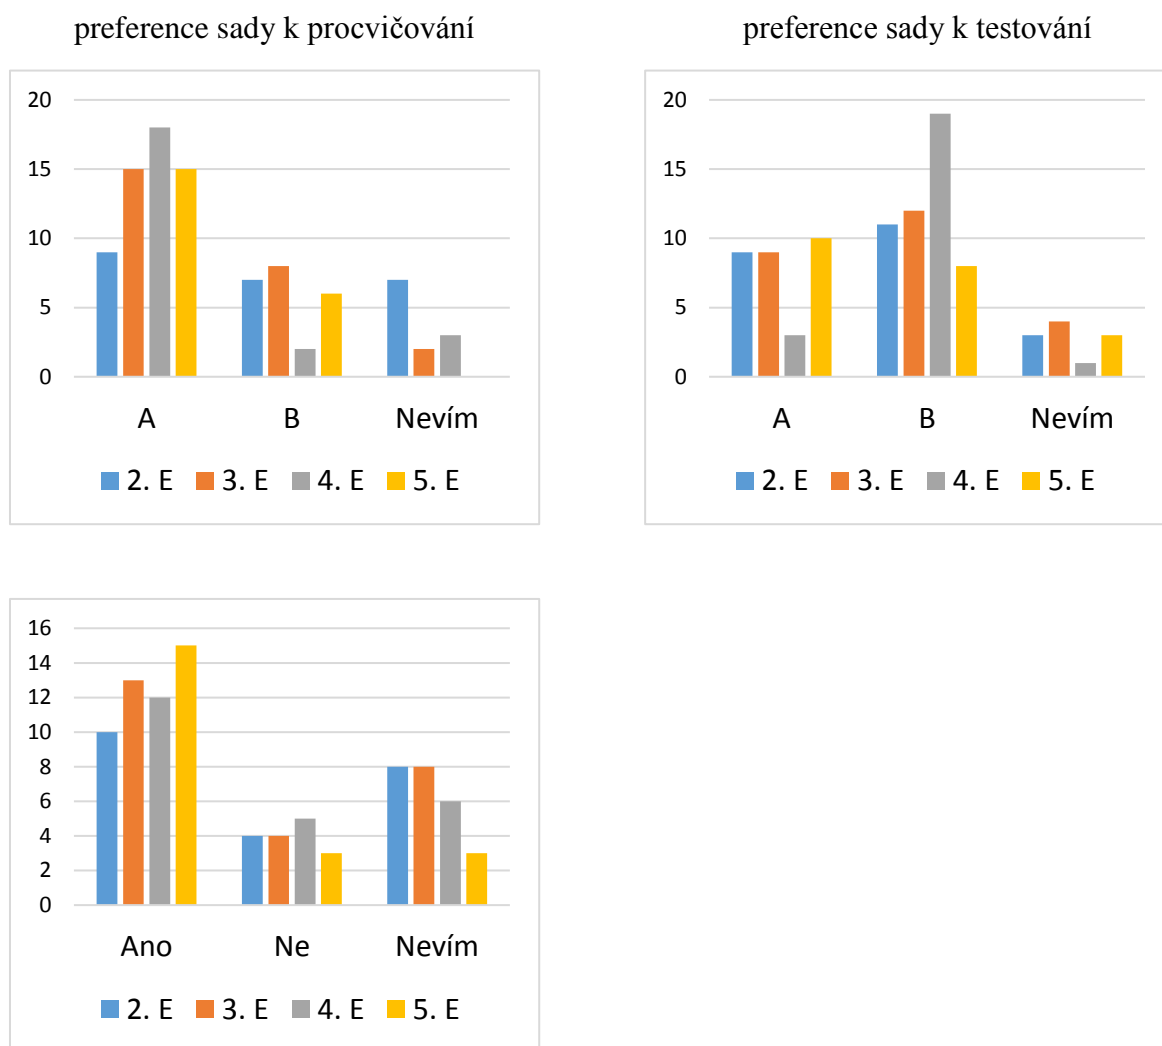 preference sady k procvičování
20
15
10
5
0
A B Nevím
2. E 3. E 4. E 5. E
preference sady k testování
20
15
10
5
0
A B Nevím
2. E 3. E 4. E 5. E
16
14
12
10
8
6
4
2
0
Ano Ne Nevím
2. E 3. E 4. E 5. E